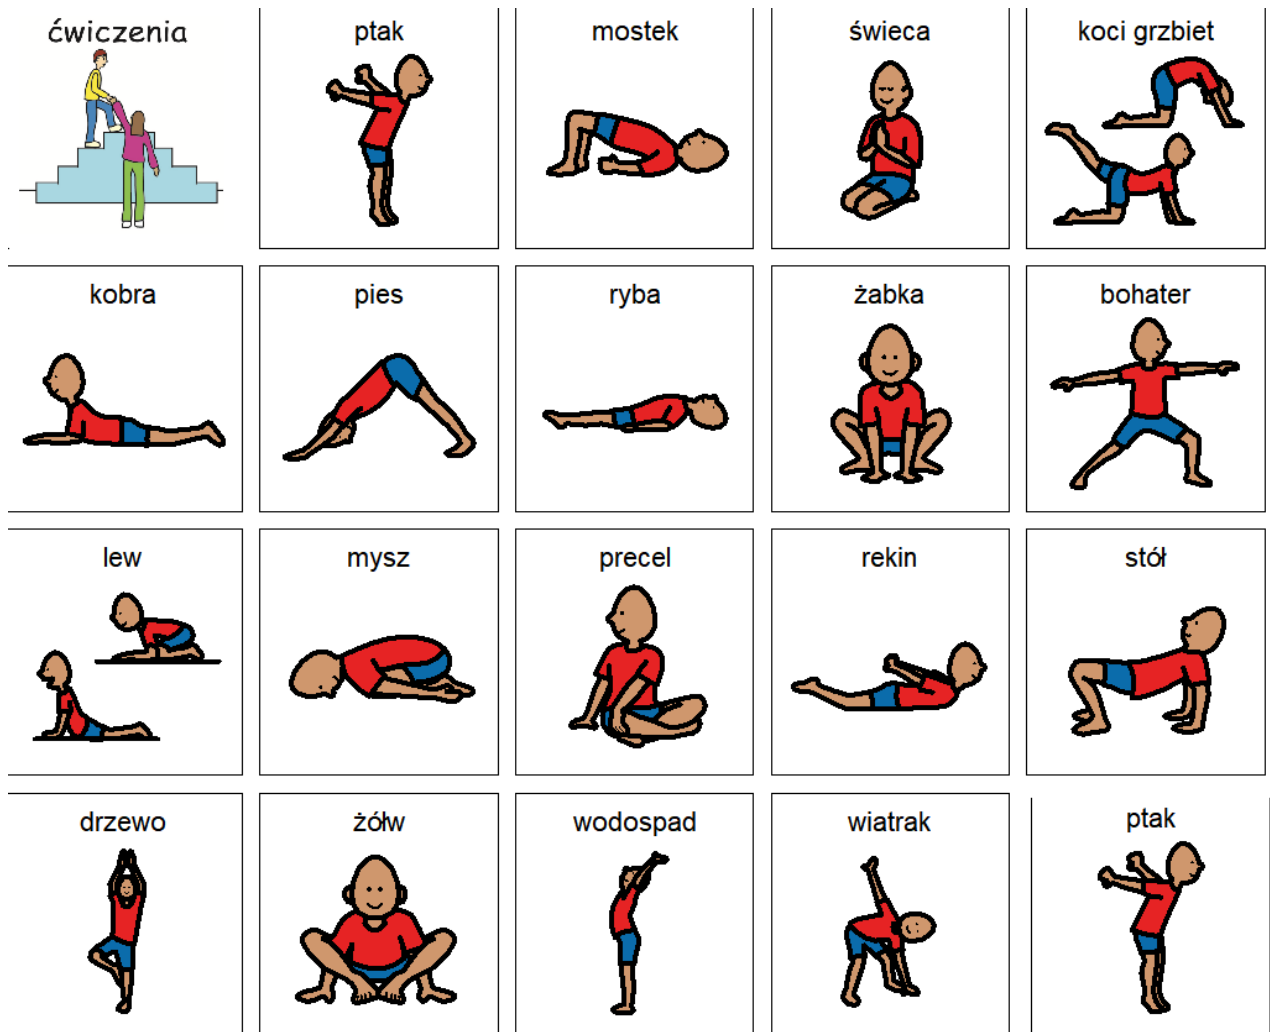 ćwiczenia
ptak
mostek
świeca
koci grzbiet
kobra
pies
ryba
żabka
bohater
lew
mysz
precel
rekin
stół
drzewo
żółw
wodospad
wiatrak
ptak